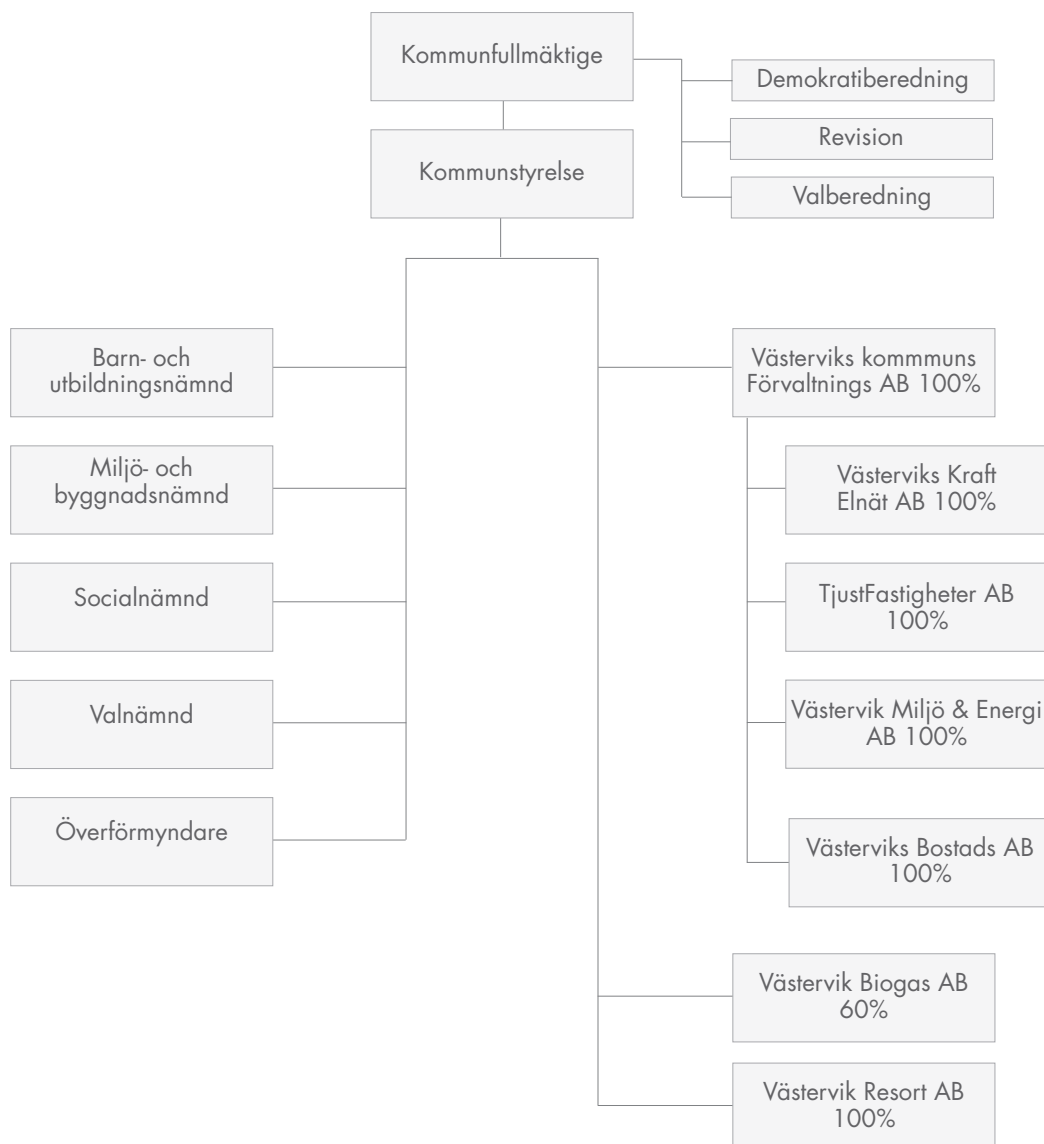 Kommunfullmäktige
Demokratiberedning
Revision
Valberedning
Kommunstyrelse
Barn- och
utbildningsnämnd
Miljö- och
byggnadsnämnd
Socialnämnd
Valnämnd
Överförmyndare
Västerviks kommmuns
Förvaltnings AB 100%
Västerviks Kraft
Elnät AB 100%
TjustFastigheter AB
100%
Västervik Miljö & Energi
AB 100%
Västerviks Bostads AB
100%
Västervik Biogas AB
60%
Västervik Resort AB
100%